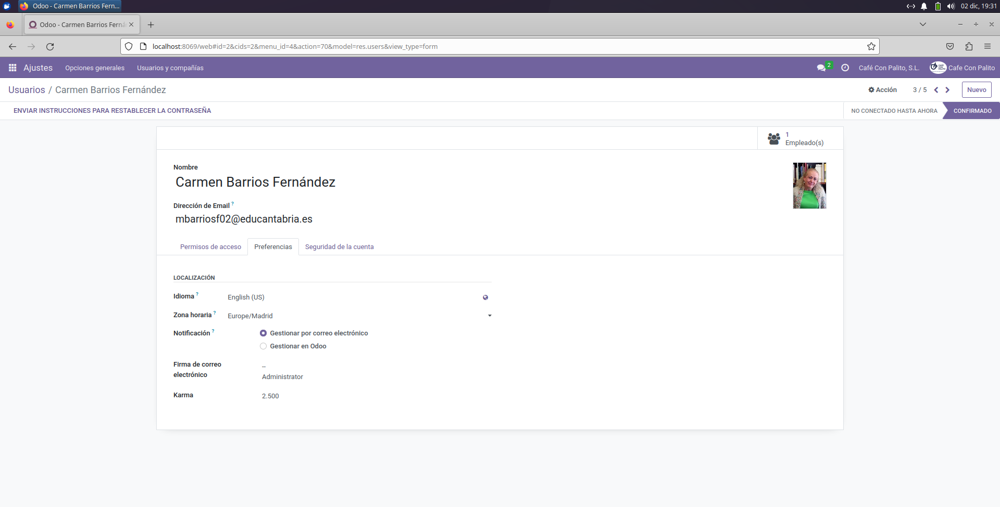 Odoo - Carmen Barrios Fern...
02 dic, 19:31
Odoo - Carmen Barrios Ferná
localhost:8069/web#id=2&cids=2&menu_id=4&action=70&model=res.users&view_type=form
Ajustes Opciones generales Usuarios y compañías 2 Café Con Palito, S.L. CAFÉ CON PALITO Cafe Con Palito
Usuarios / Carmen Barrios Fernández Acción 3 / 5 Nuevo
ENVIAR INSTRUCCIONES PARA RESTABLECER LA CONTRASEÑA NO CONECTADO HASTA AHORA CONFIRMADO
1
Empleado(s)
Nombre
Carmen Barrios Fernández
Dirección de Email ?
mbarriosf02@educantabria.es
Permisos de acceso Preferencias Seguridad de la cuenta
LOCALIZACIÓN
Idioma ? English (US)
Zona horaria ? Europe/Madrid
Notificación ? Gestionar por correo electrónico
Gestionar en Odoo
Firma de correo electrónico --
Administrator
Karma 2.500